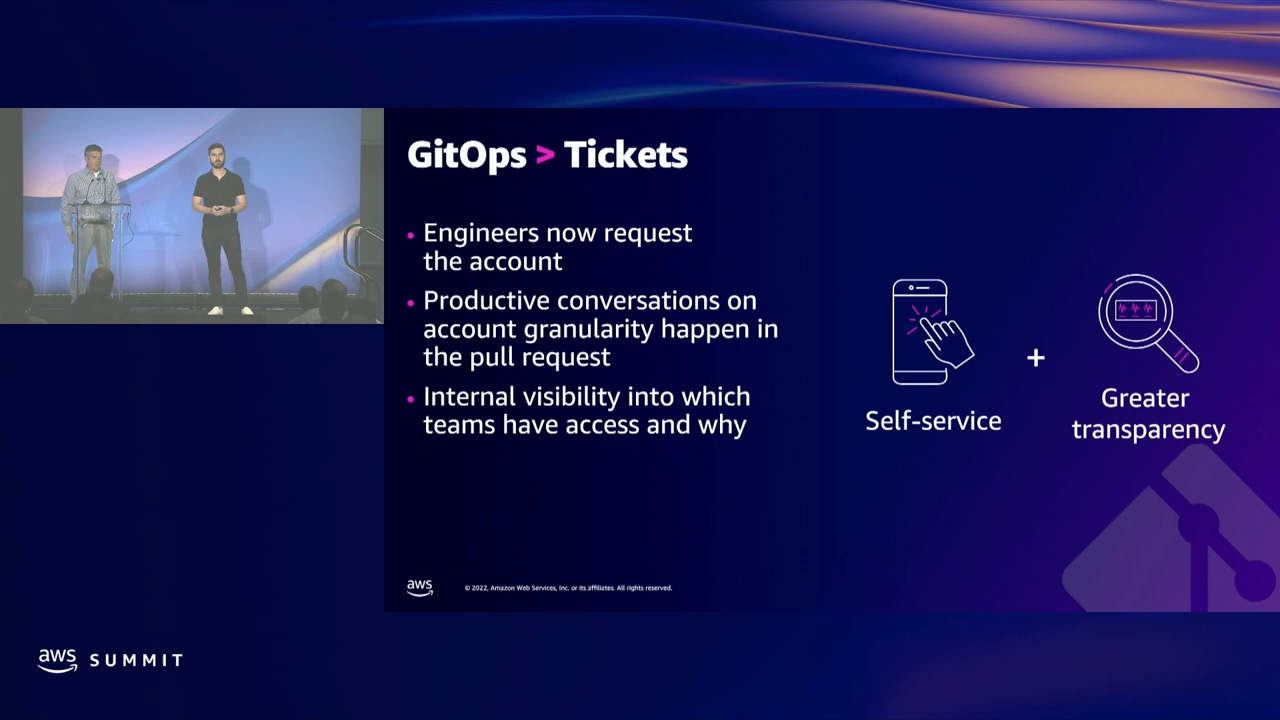 GitOps > Tickets
• Engineers now request
the account
• Productive conversations on
account granularity happen in
the pull request
• Internal visibility into which
teams have access and why
Self-service
+
Greater
transparency
aws
© 2022, Amazon Web Services, Inc. or its affiliates. All rights reserved.
aws SUMMIT